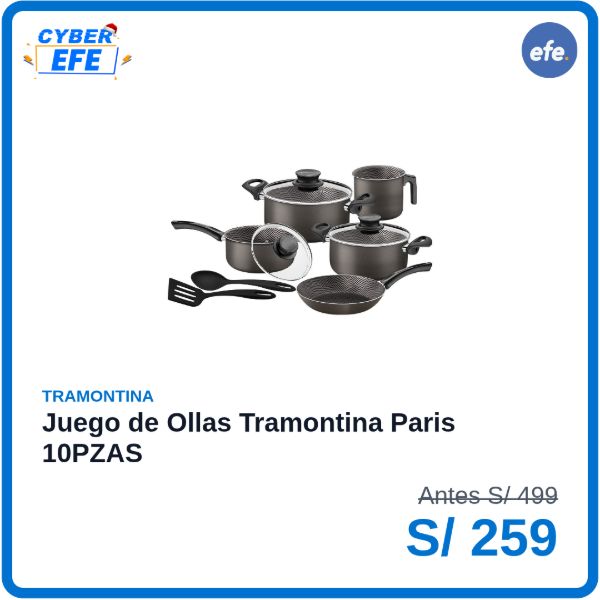 CYBER
EFE
efe.
TRAMONTINA
Juego de Ollas Tramontina Paris
10PZAS
Antes S/ 499
S/ 259